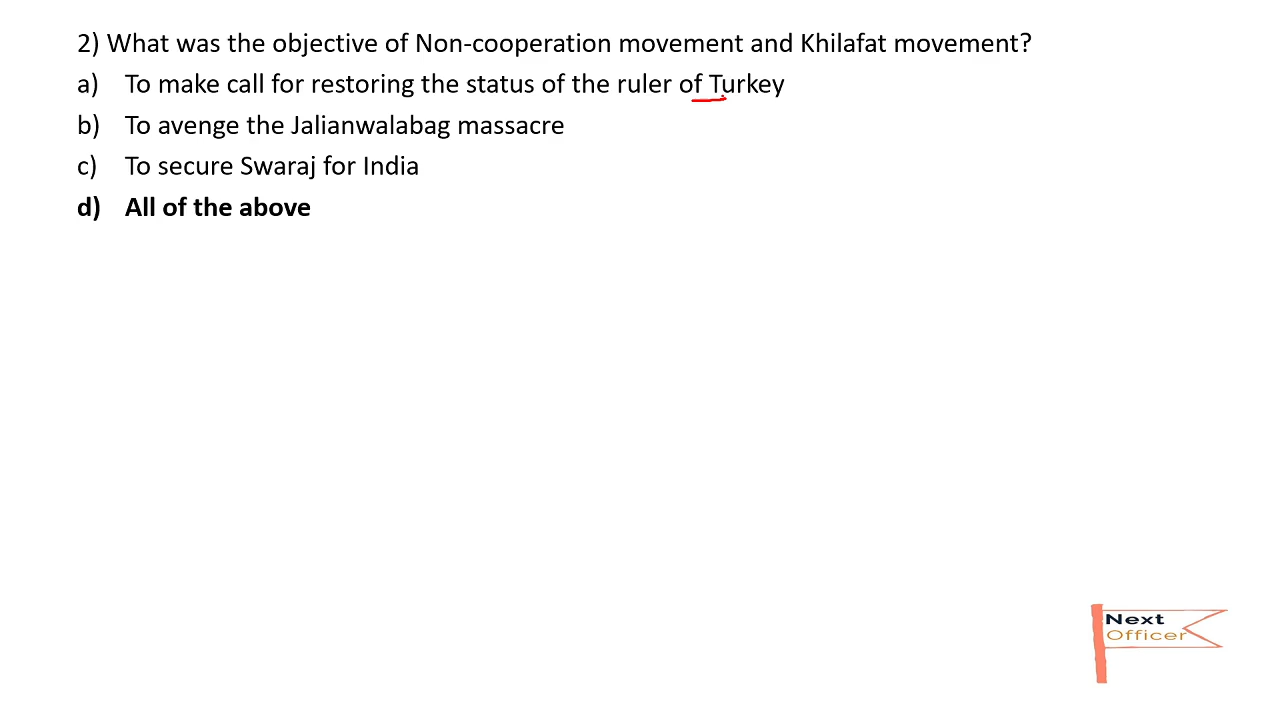 2) What was the objective of Non-cooperation movement and Khilafat movement?
a) To make call for restoring the status of the ruler of Turkey
b) To avenge the Jalianwalabag massacre
c) To secure Swaraj for India
d) All of the above
Next
Officer